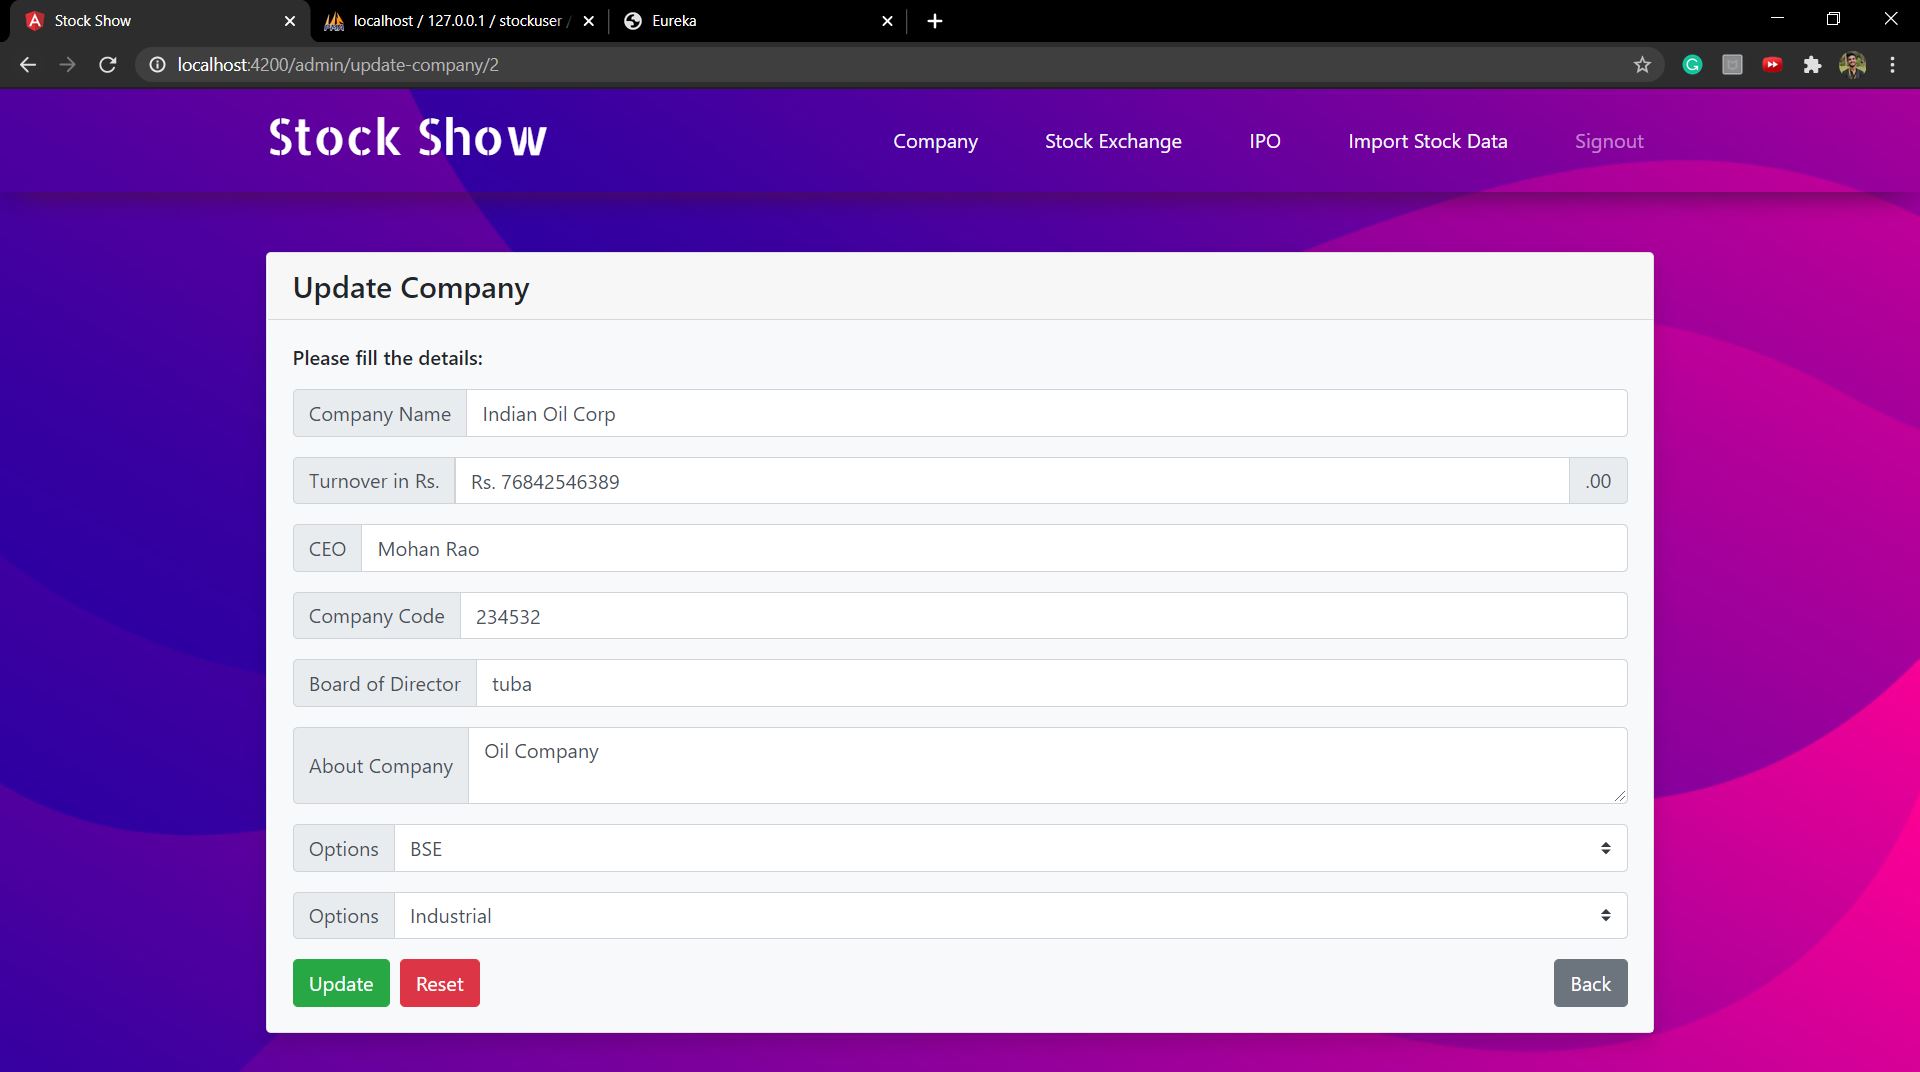 Stock Show
localhost / 127.0.0.1 / stockuser /
Eureka
localhost:4200/admin/update-company/2
Stock Show
Company
Stock Exchange
IPO
Import Stock Data
Signout
Update Company
Please fill the details:
Company Name Indian Oil Corp
Turnover in Rs. Rs. 76842546389 .00
CEO Mohan Rao
Company Code 234532
Board of Director tuba
About Company Oil Company
Options BSE
Options Industrial
Update Reset Back